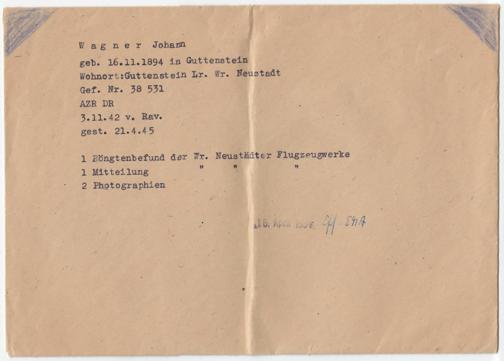 W a g n e r  Johann
geb. 16.11.1894 in Guttenstein
Wohnort:Guttenstein Lr. Wr. Neustadt
Gef. Nr. 38 531
AZR DR
3.11.42 v. Rav.
gest. 21.4.45
1 Röngtenbefund der Wr. Neustädter Flugzeugwerke
1 Mitteilung " " "
2 Photographien